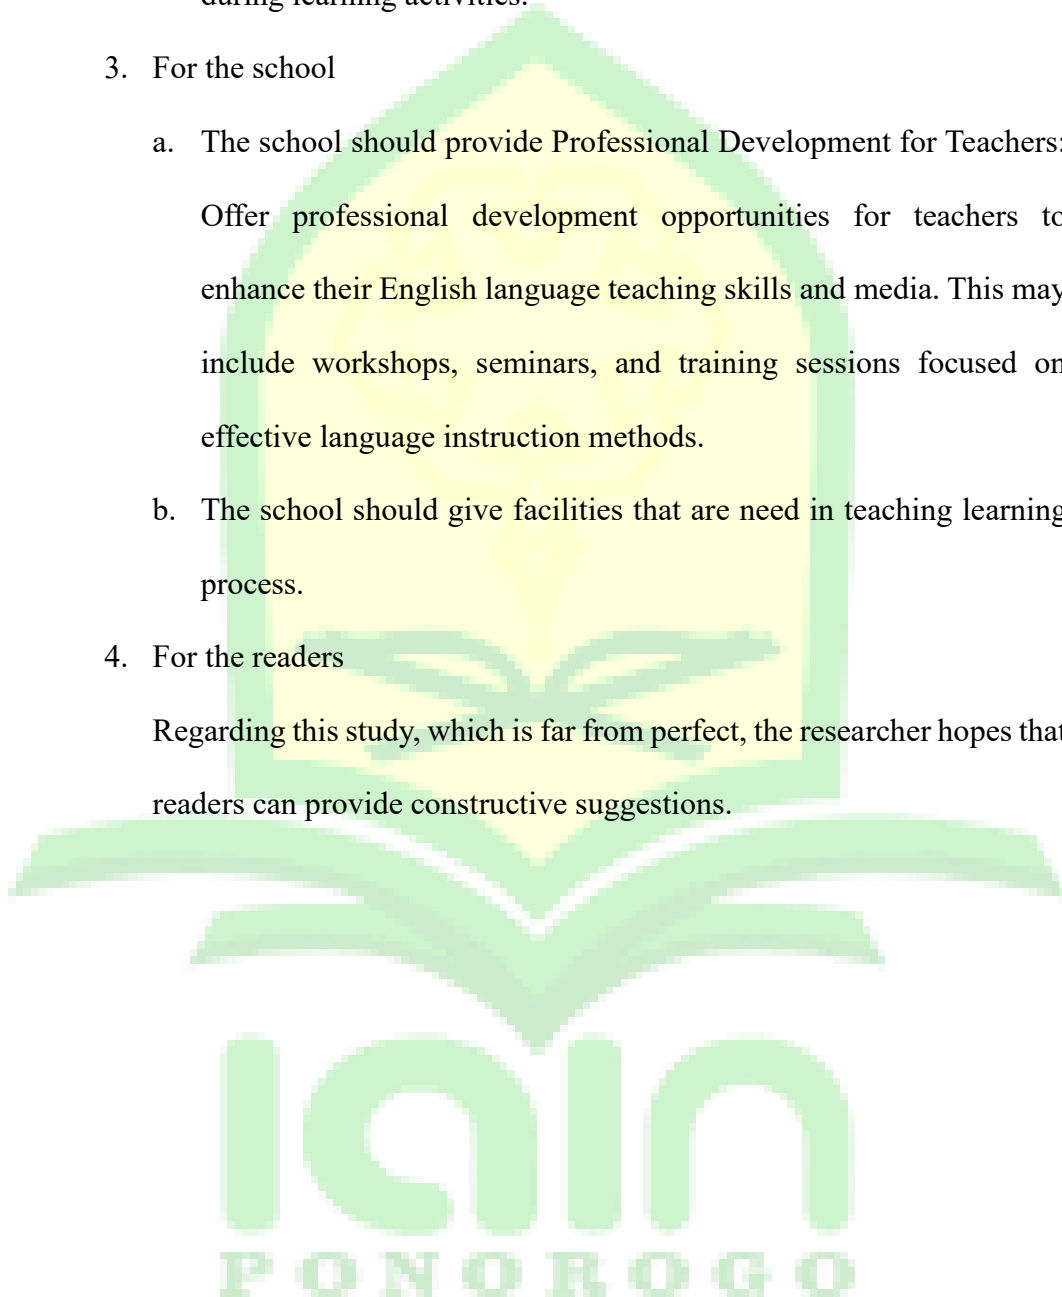 during learning activities.
3. For the school
a. The school should provide Professional Development for Teachers:
Offer professional development opportunities for teachers to
enhance their English language teaching skills and media. This may
include workshops, seminars, and training sessions focused on
effective language instruction methods.
b. The school should give facilities that are need in teaching learning
process.
4. For the readers
Regarding this study, which is far from perfect, the researcher hopes that
readers can provide constructive suggestions.
iain
PONOROGO